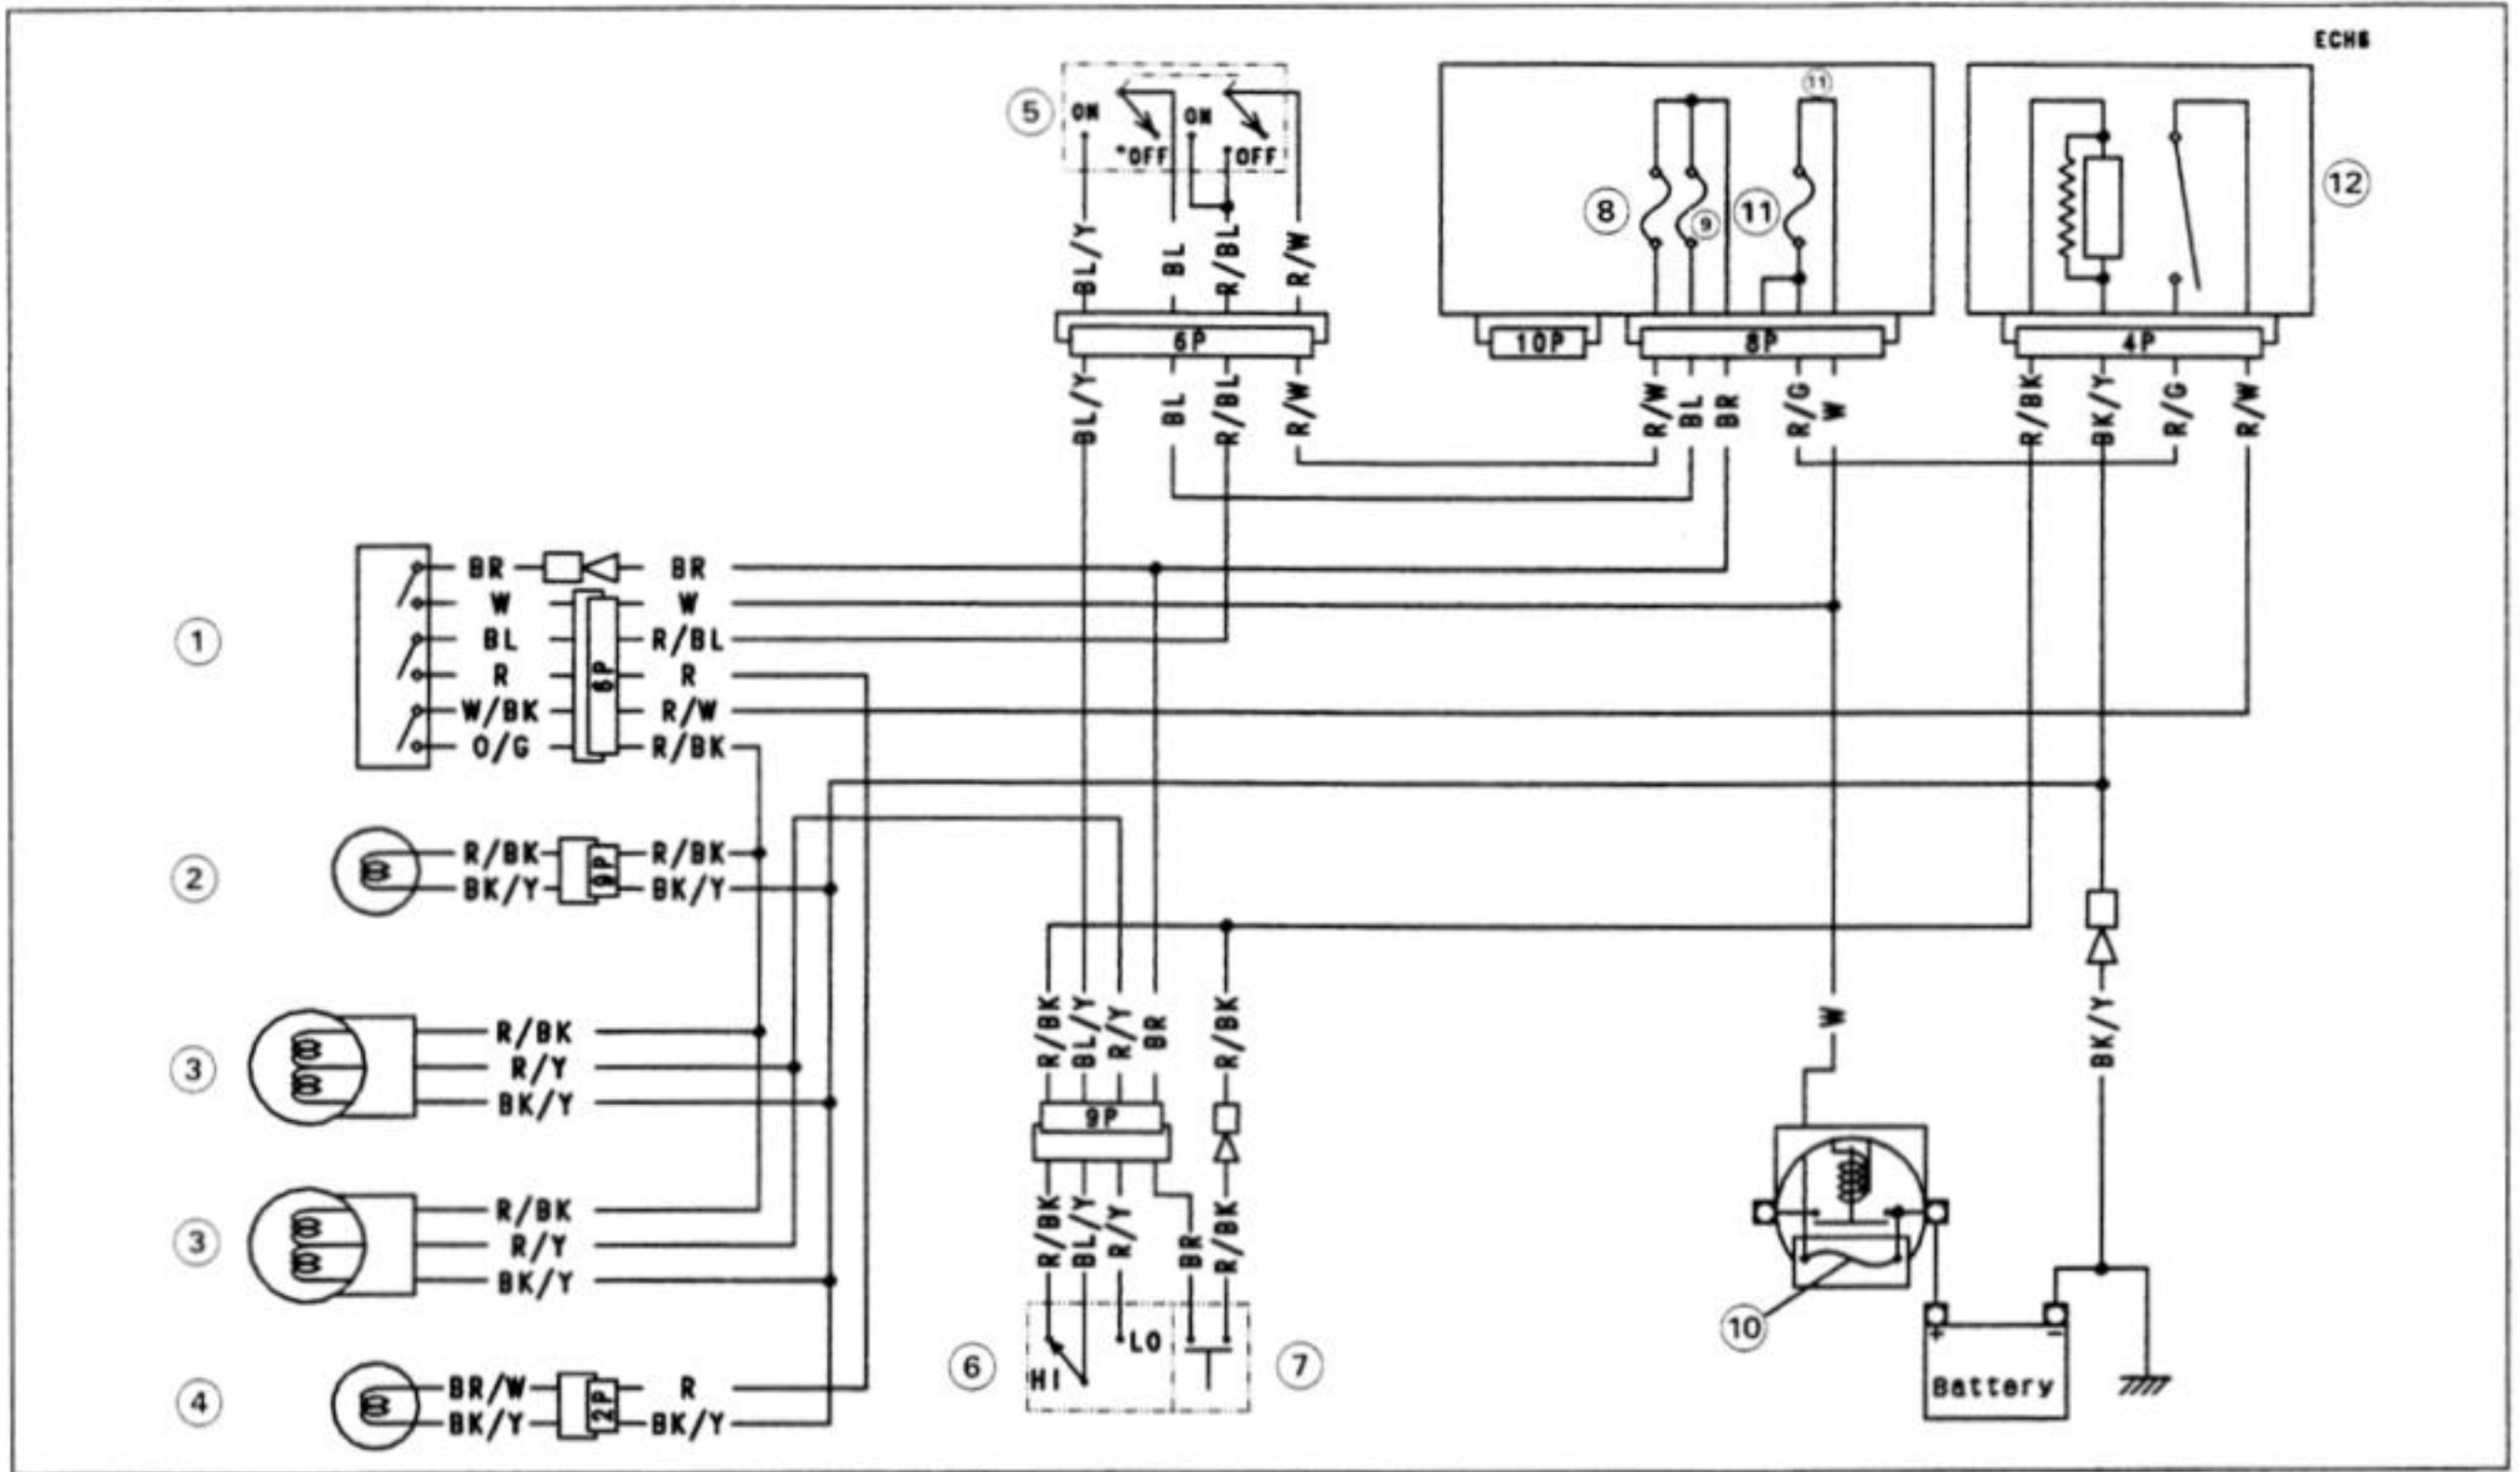 ECH6
5
ON
ON
°OFF
OFF
11
8
9
11
12
BL/Y
BL
R/BL
R/W
6P
10P
8P
4P
BL/Y
BL
R/BL
R/W
R/W
BL
BR
R/G
W
R/BK
BK/Y
R/G
R/W
1
BR
BR
W
W
BL
R/BL
R
R
W/BK
R/W
O/G
R/BK
6P
2
R/BK
R/BK
BK/Y
BK/Y
9P
3
R/BK
R/Y
BK/Y
R/BK
BL/Y
R/Y
BR
R/BK
W
BK/Y
9P
3
R/BK
R/Y
BK/Y
R/BK
BL/Y
R/Y
BR
R/BK
4
BR/W
R
BK/Y
BK/Y
2P
6
HI
LO
7
10
+
-
Battery